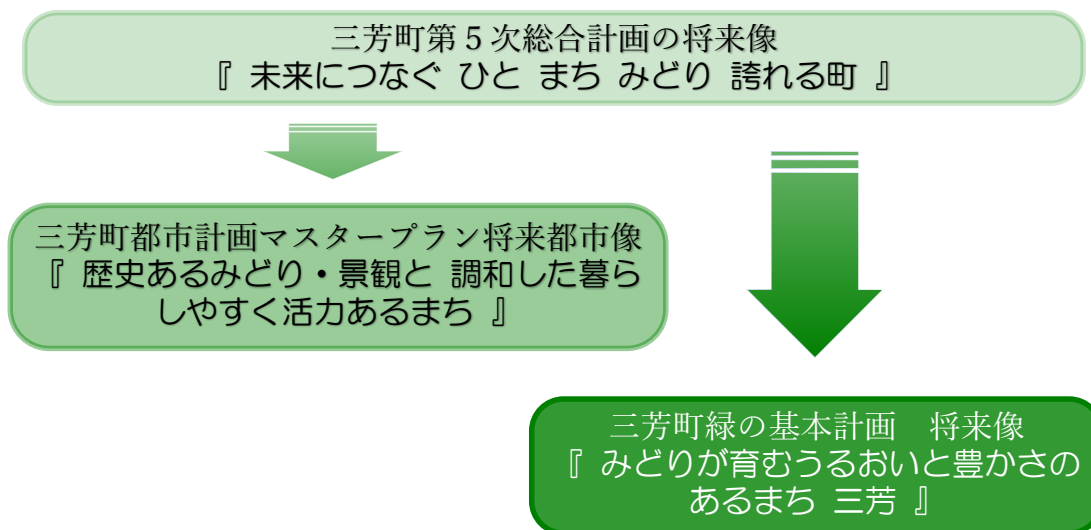 三芳町第５次総合計画の将来像
『 未来につなぐ ひと まち みどり 誇れる町 』
三芳町都市計画マスタープラン将来都市像
『 歴史あるみどり・景観と 調和した暮ら
しやすく活力あるまち 』
三芳町緑の基本計画　将来像
『 みどりが育むうるおいと豊かさの
あるまち 三芳 』